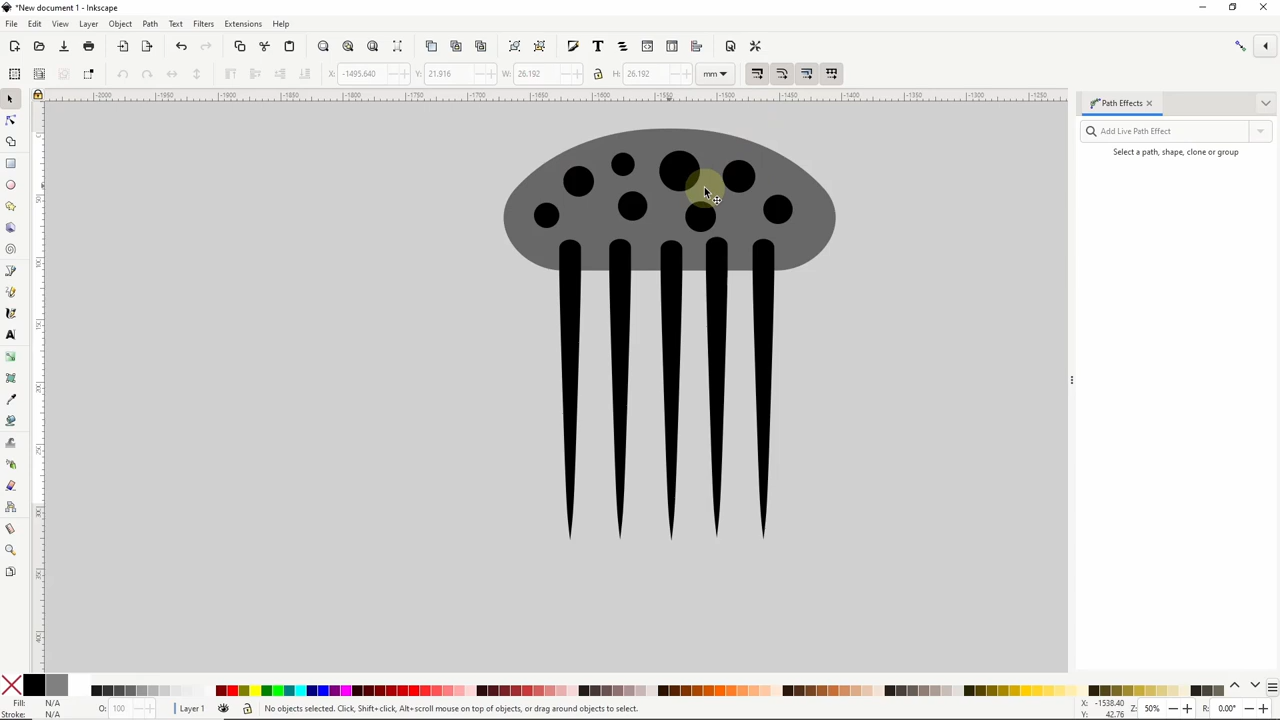 *New document 1 - Inkscape
File Edit View Layer Object Path Text Filters Extensions Help
X: -1495.640 Y: 21.916 W: 26.192 H: 26.192 mm
Path Effects
Add Live Path Effect
Select a path, shape, clone or group
Fill: N/A
Stroke: N/A
O: 100
Layer 1
No objects selected. Click, Shift+click, Alt+scroll mouse on top of objects, or drag around objects to select.
X: -1538.40
Y: 42.76
Z: 50%
R: 0.00°